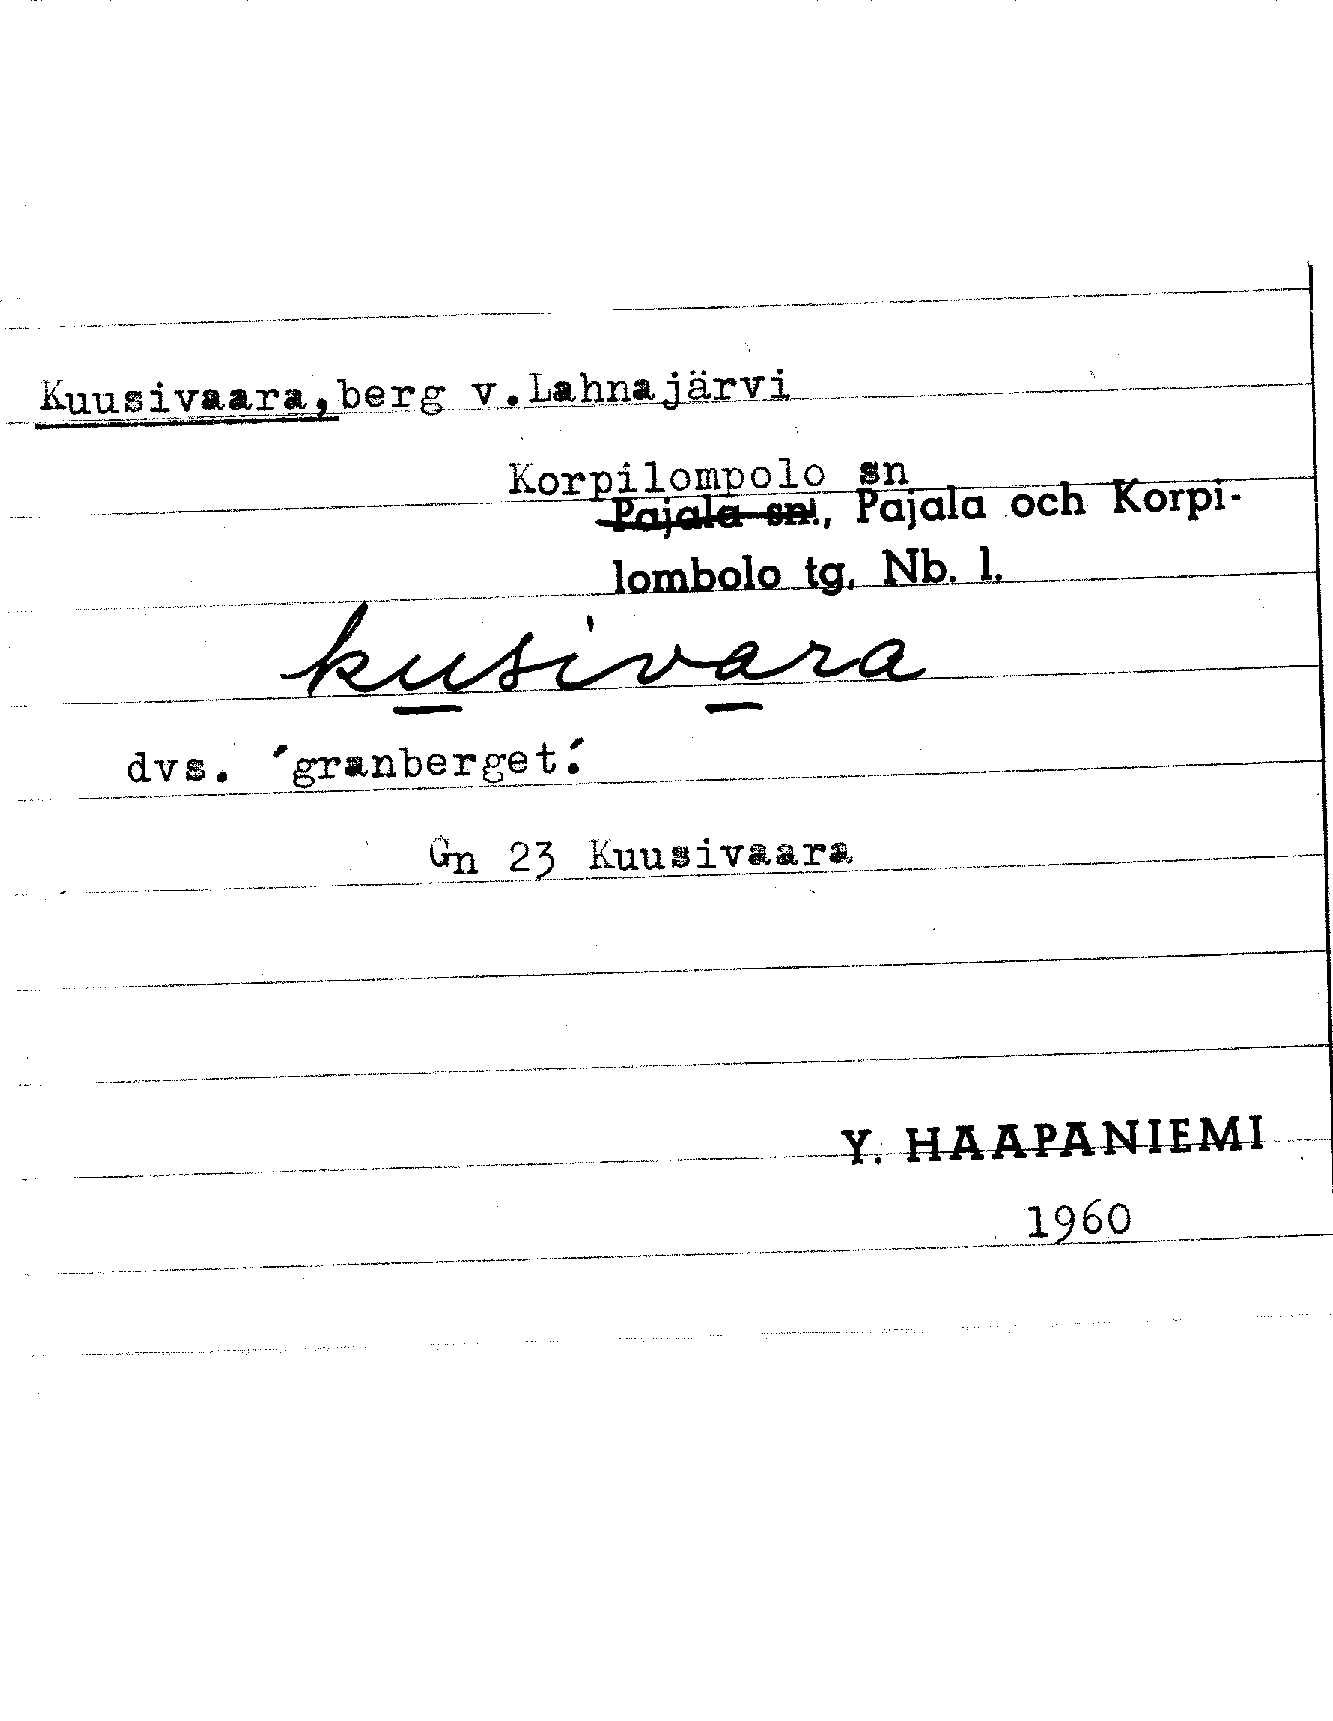 Kuusivaara, berg v. Lahnajärvi
Korpilompolo sn
Pajala sn., Pajala och Korpi-
lombolo tg. Nb. l.
kusivara
dvs. ´granberget´.
Gn 23 Kuusivaara
Y. HAAPANIEMI
1960